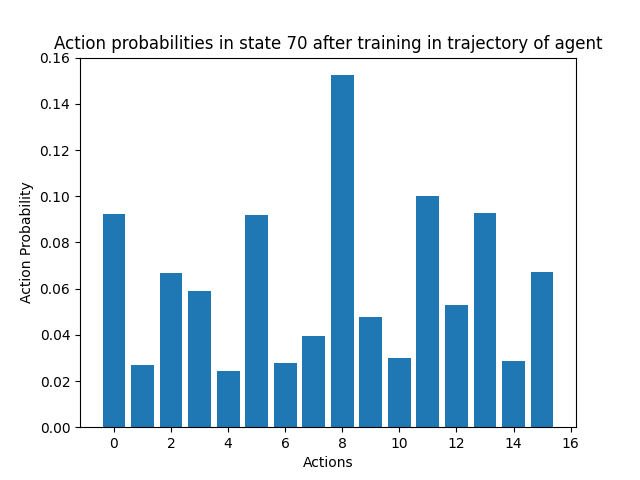 Action probabilities in state 70 after training in trajectory of agent
0.16
0.14
0.12
0.10
0.08
0.06
0.04
0.02
0.00
Action Probability
0 2 4 6 8 10 12 14 16
Actions